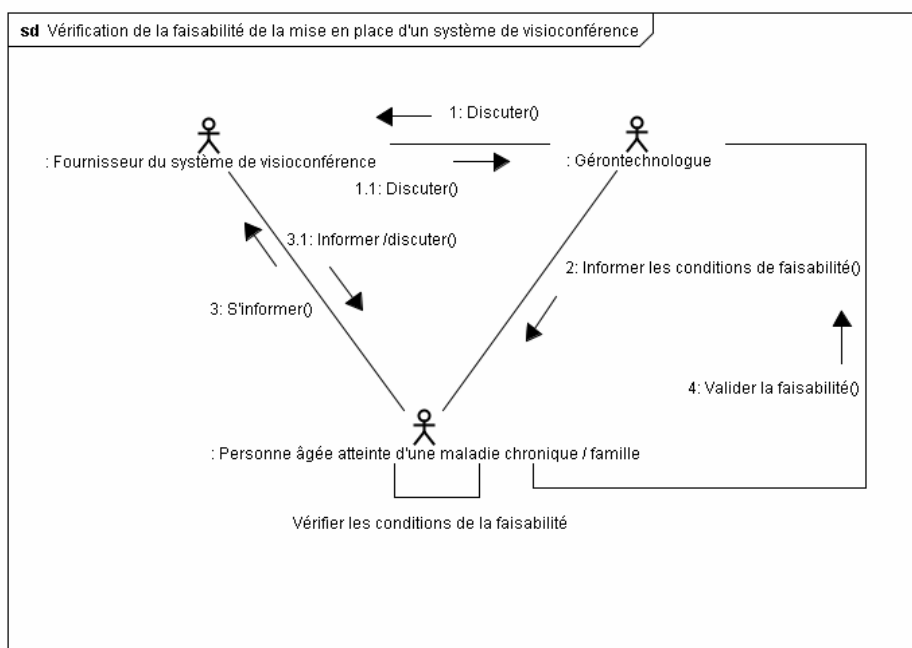 sd Vérification de la faisabilité de la mise en place d'un système de visioconférence
1: Discuter()
: Fournisseur du système de visioconférence
: Gérontechnologue
1.1: Discuter()
3.1: Informer /discuter()
2: Informer les conditions de faisabilité()
3: S'informer()
4: Valider la faisabilité()
: Personne âgée atteinte d'une maladie chronique / famille
Vérifier les conditions de la faisabilité